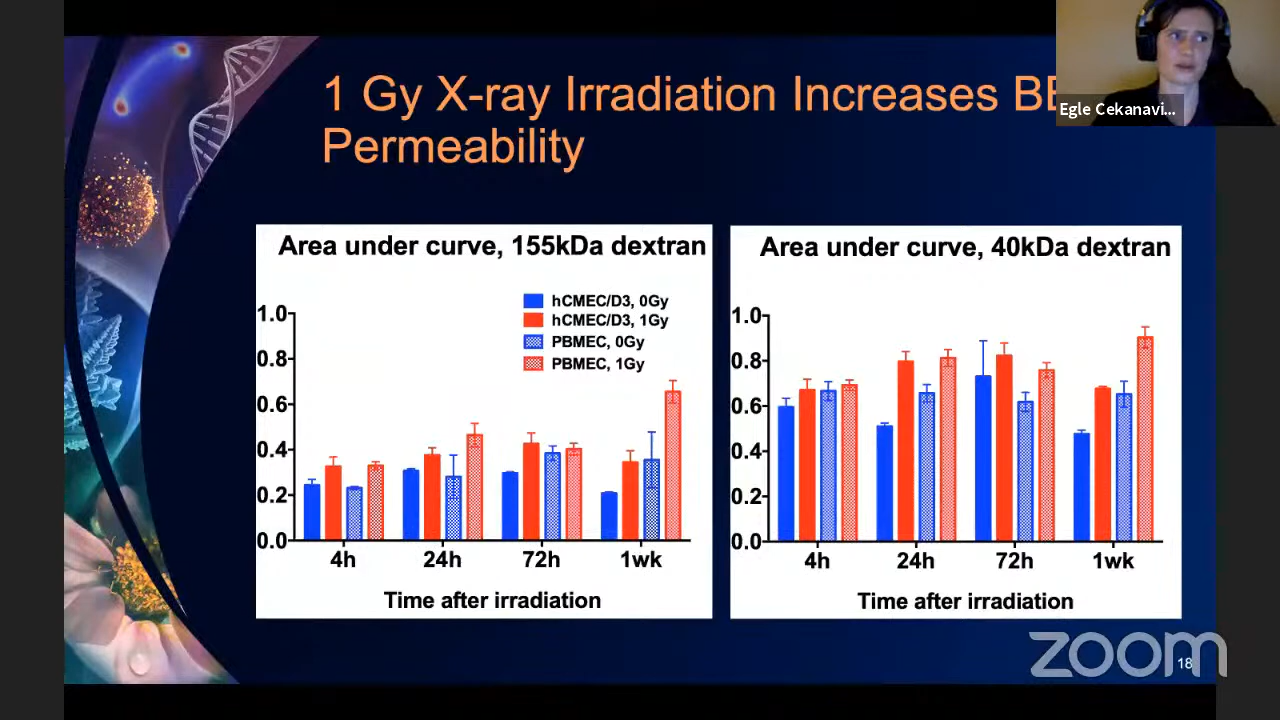 1 Gy X-ray Irradiation Increases
Permeability
Egle Cekanavi...
Area under curve, 155kDa dextran
hCMEC/D3, 0Gy
hCMEC/D3, 1Gy
PBMEC, 0Gy
PBMEC, 1Gy
1.0
0.8
0.6
0.4
0.2
0.0
4h 24h 72h 1wk
Time after irradiation
Area under curve, 40kDa dextran
1.0
0.8
0.6
0.4
0.2
0.0
4h 24h 72h 1wk
Time after irradiation
zoom
18